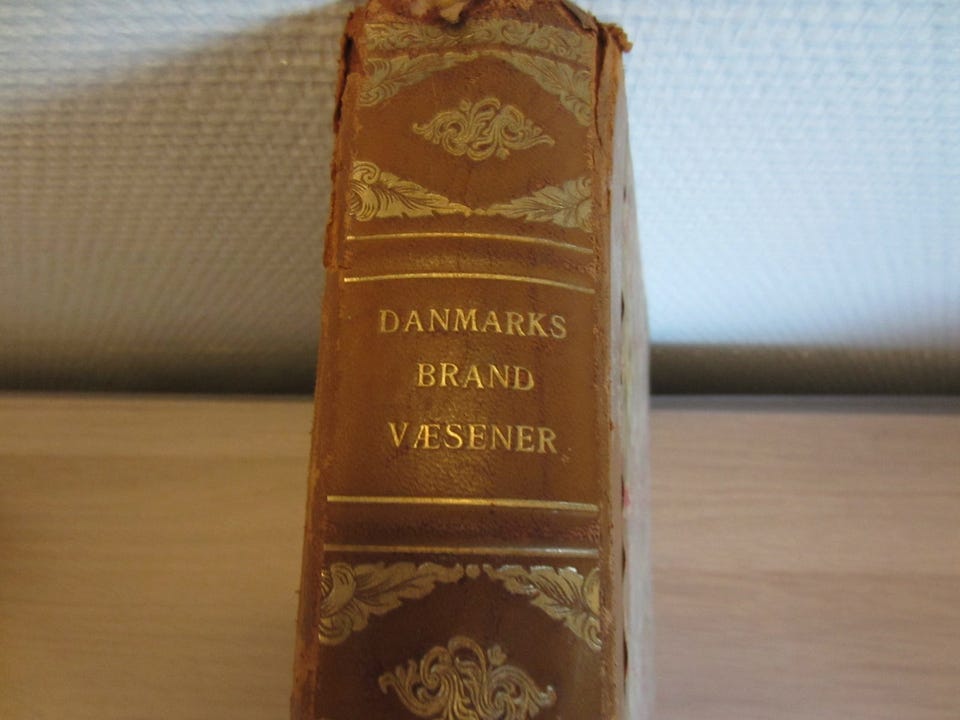 DANMARKS
BRAND
VÆSENER